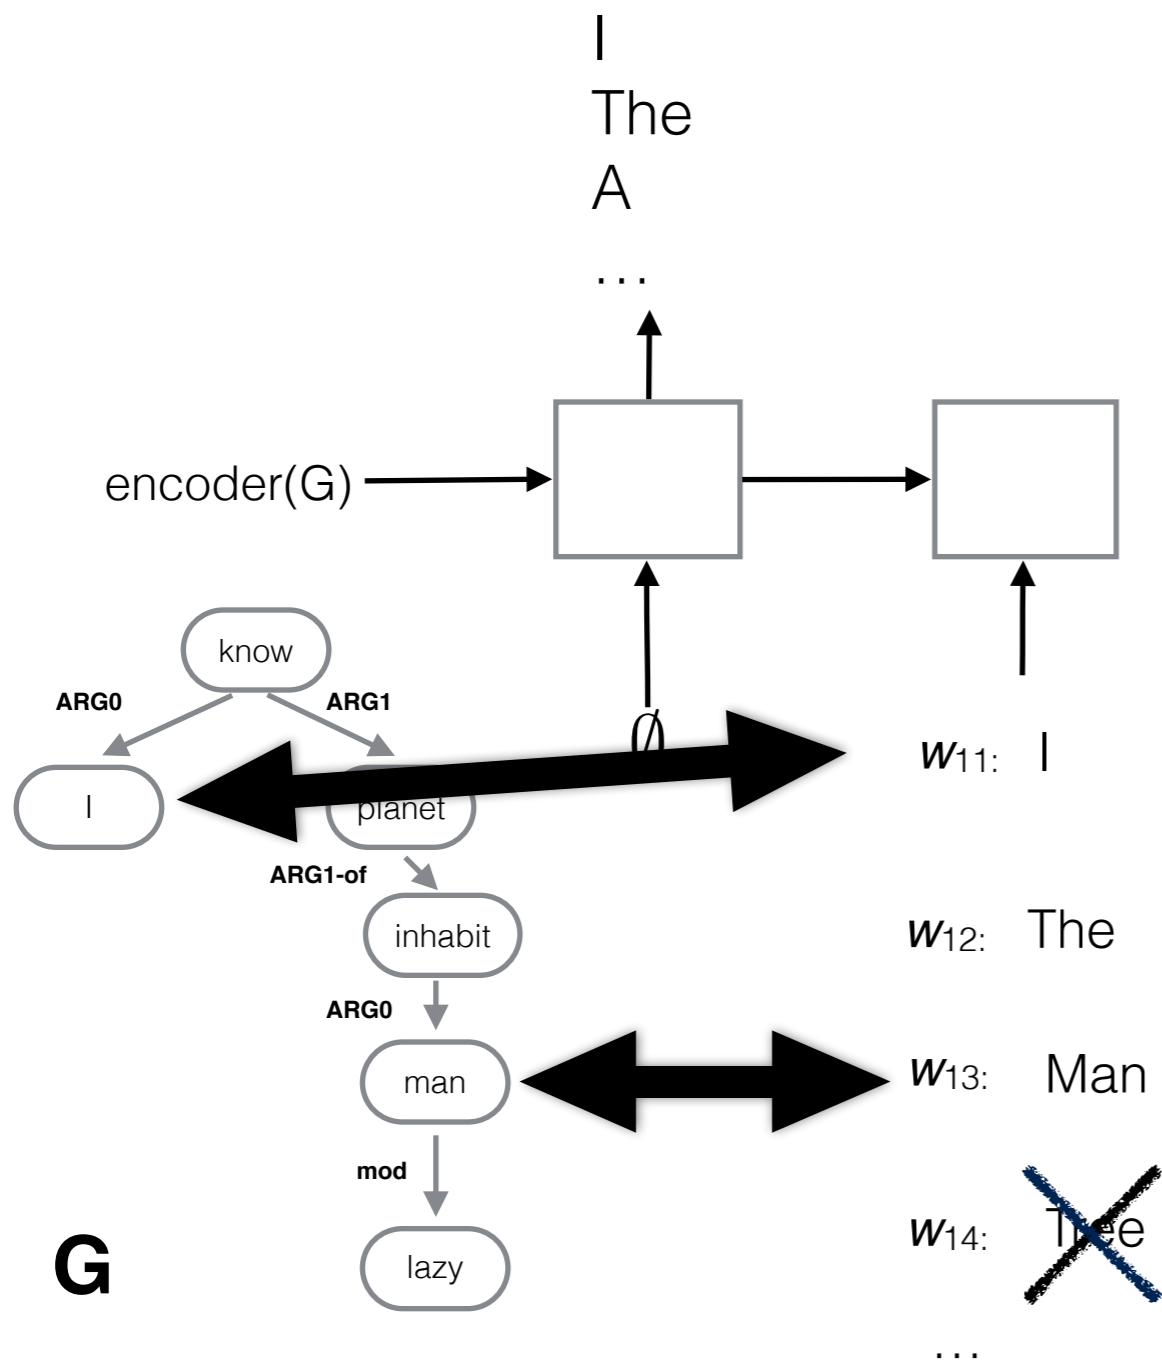 I
The
A
...
encoder(G)
know
ARG0
ARG1
∅
w11: I
I
planet
ARG1-of
inhabit
w12: The
ARG0
man
w13: Man
mod
w14: Tree
lazy
G
...